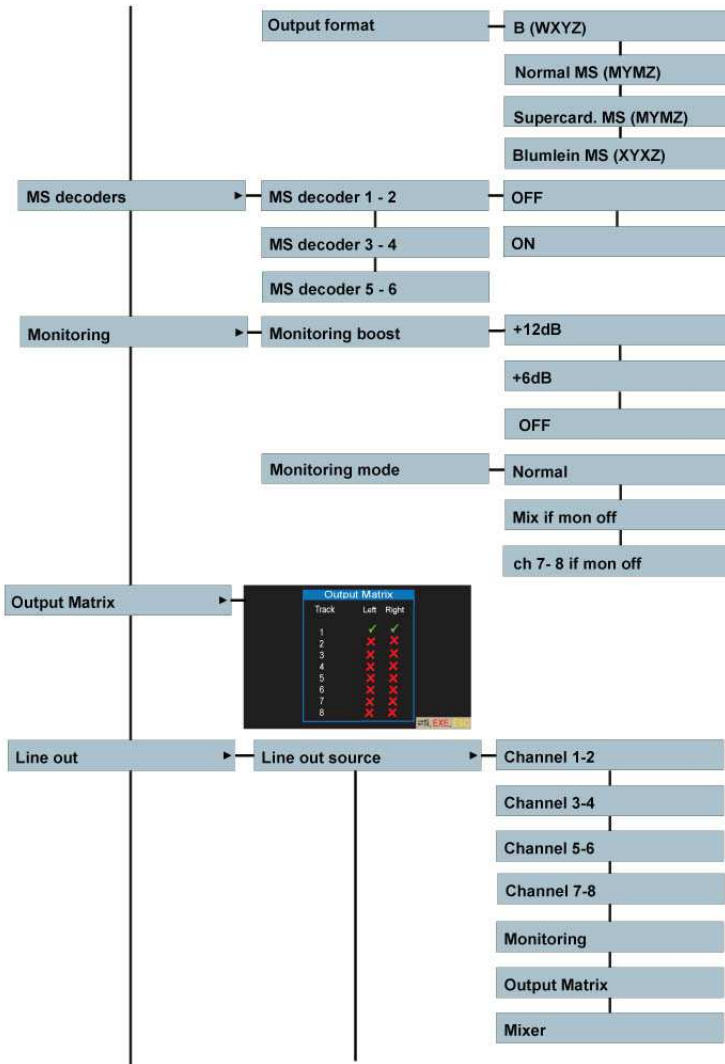 Output format
B (WXYZ)
Normal MS (MYMZ)
Supercard. MS (MYMZ)
Blumlein MS (XYXZ)
MS decoders
MS decoder 1 - 2
OFF
MS decoder 3 - 4
ON
MS decoder 5 - 6
Monitoring
Monitoring boost
+12dB
+6dB
OFF
Monitoring mode
Normal
Mix if mon off
ch 7- 8 if mon off
Output Matrix
Output Matrix
Track Left Right
1 ✓ ✓
2 ✗ ✗
3 ✗ ✗
4 ✗ ✗
5 ✗ ✗
6 ✗ ✗
7 ✗ ✗
8 ✗ ✗
EXE, ESC
Line out
Line out source
Channel 1-2
Channel 3-4
Channel 5-6
Channel 7-8
Monitoring
Output Matrix
Mixer